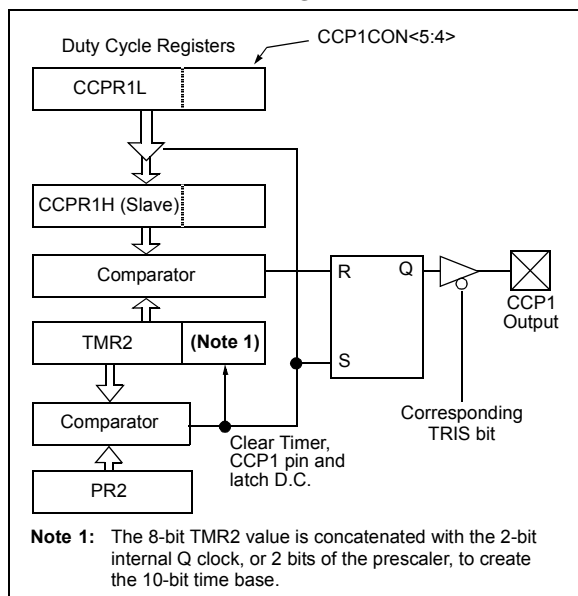 Duty Cycle Registers
CCP1CON<5:4>
CCPR1L
CCPR1H (Slave)
Comparator
R
Q
S
TMR2
(Note 1)
CCP1
Output
Comparator
Clear Timer,
CCP1 pin and
latch D.C.
Corresponding
TRIS bit
PR2
Note 1: The 8-bit TMR2 value is concatenated with the 2-bit
internal Q clock, or 2 bits of the prescaler, to create
the 10-bit time base.